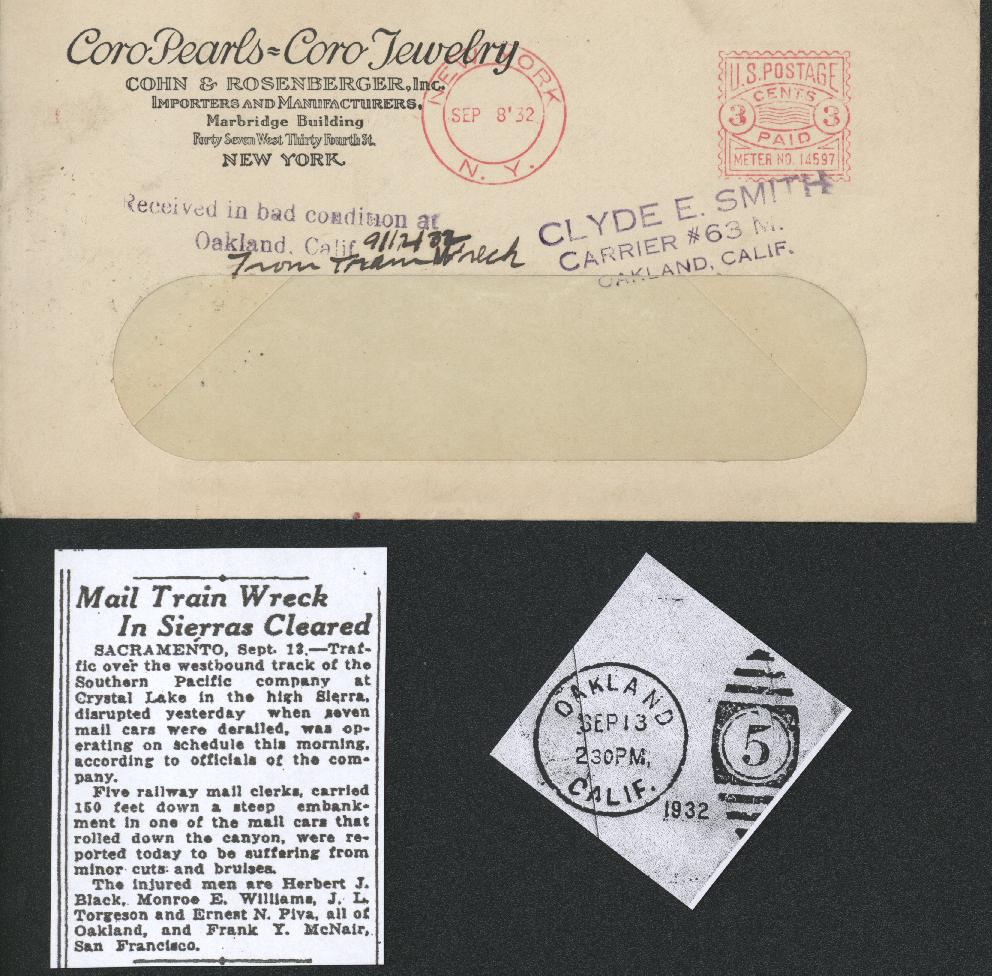 Coro Pearls = Coro Jewelry
COHN & ROSENBERGER, Inc.
IMPORTERS AND MANUFACTURERS,
Marbridge Building
Forty Seven West Thirty Fourth St.
NEW YORK
NEW YORK
SEP 8'32
N. Y.
U.S. POSTAGE
CENTS
3 3
PAID
METER NO. 14597
Received in bad condition at
Oakland, Calif. 9/12/32
From Train Wreck
CLYDE E. SMITH
CARRIER #63 M.
OAKLAND, CALIF.
Mail Train Wreck
In Sierras Cleared
SACRAMENTO, Sept. 13.—Traf-
fic over the westbound track of the
Southern Pacific company at
Crystal Lake in the high Sierra,
disrupted yesterday when seven
mail cars were derailed, was op-
erating on schedule this morning,
according to officials of the com-
pany.
Five railway mail clerks, carried
150 feet down a steep embank-
ment in one of the mail cars that
rolled down the canyon, were re-
ported today to be suffering from
minor cuts and bruises.
The injured men are Herbert J.
Black, Monroe E. Williams, J. L.
Torgeson and Ernest N. Piva, all of
Oakland, and Frank Y. McNair,
San Francisco.
OAKLAND
SEP 13
2 30 PM,
CALIF.
1932
5